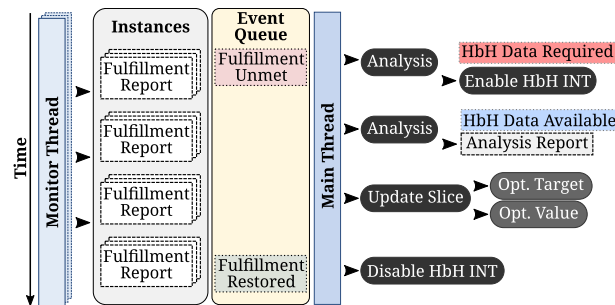 Time
Monitor Thread
Instances
Fulfillment
Report
Fulfillment
Report
Fulfillment
Report
Fulfillment
Report
Event
Queue
Fulfillment
Unmet
Fulfillment
Restored
Main Thread
Analysis
HbH Data Required
Enable HbH INT
Analysis
HbH Data Available
Analysis Report
Update Slice
Opt. Target
Opt. Value
Disable HbH INT